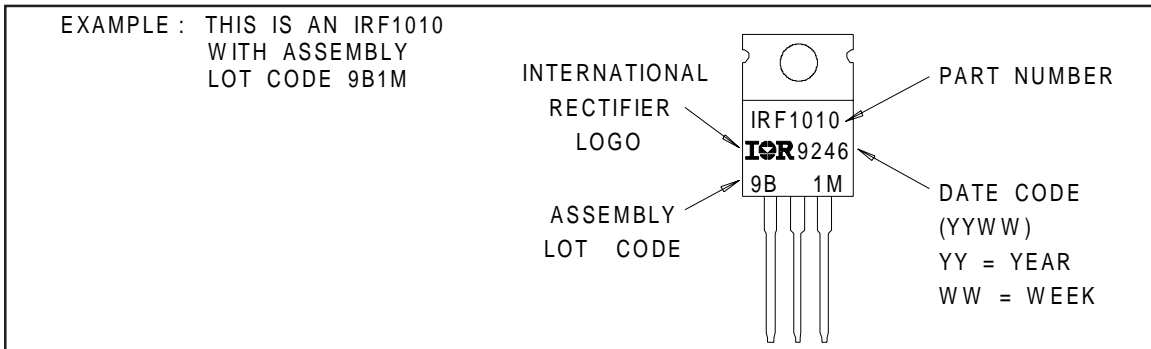 EXAMPLE : THIS IS AN IRF1010
WITH ASSEMBLY
LOT CODE 9B1M
INTERNATIONAL
RECTIFIER
LOGO
ASSEMBLY
LOT CODE
IRF1010
IOR 9246
9B 1M
PART NUMBER
DATE CODE
(YYWW)
YY = YEAR
WW = WEEK